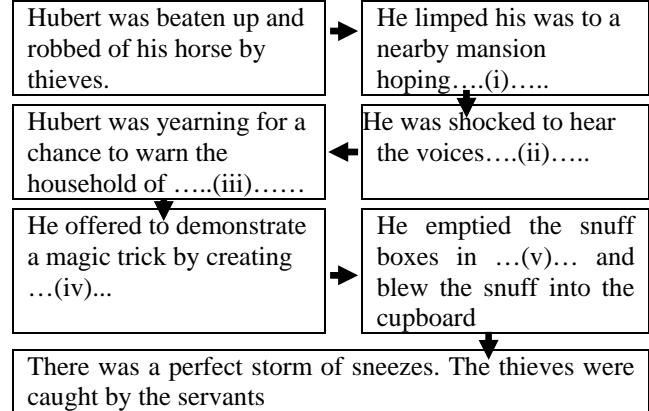 Hubert was beaten up and
robbed of his horse by
thieves.
He limped his was to a
nearby mansion
hoping….(i)…..
He was shocked to hear
the voices….(ii)…..
Hubert was yearning for a
chance to warn the
household of …..(iii)……
He offered to demonstrate
a magic trick by creating
…(iv)...
He emptied the snuff
boxes in …(v)… and
blew the snuff into the
cupboard
There was a perfect storm of sneezes. The thieves were
caught by the servants